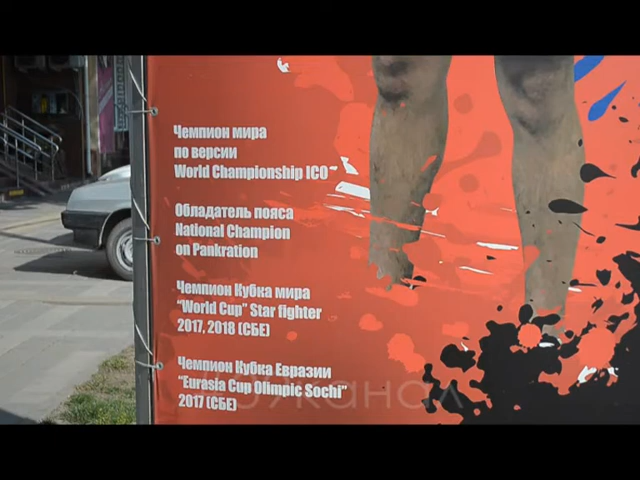 Чемпион мира
по версии
World Championship ICO
Обладатель пояса
National Champion
on Pankration
Чемпион Кубка мира
"World Cup" Star fighter
2017, 2018 (СБЕ)
Чемпион Кубка Евразии
"Eurasia Cup Olimpic Sochi"
2017 (СБЕ)